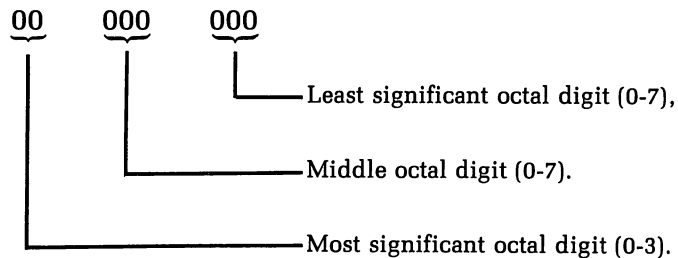 00 000 000
Least significant octal digit (0-7),
Middle octal digit (0-7).
Most significant octal digit (0-3).